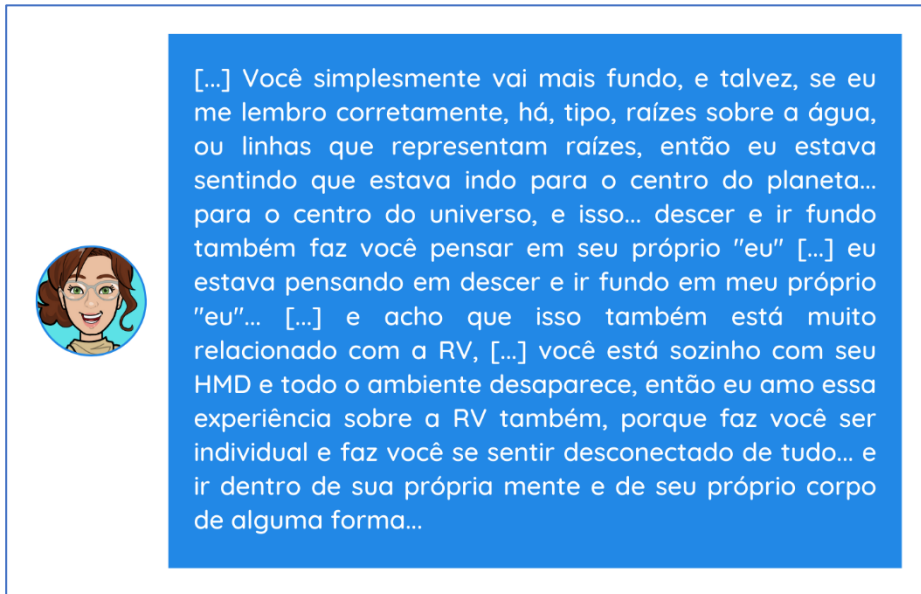 [...] Você simplesmente vai mais fundo, e talvez, se eu
me lembro corretamente, há, tipo, raízes sobre a água,
ou linhas que representam raízes, então eu estava
sentindo que estava indo para o centro do planeta...
para o centro do universo, e isso... descer e ir fundo
também faz você pensar em seu próprio "eu" [...] eu
estava pensando em descer e ir fundo em meu próprio
"eu"... [...] e acho que isso também está muito
relacionado com a RV, [...] você está sozinho com seu
HMD e todo o ambiente desaparece, então eu amo essa
experiência sobre a RV também, porque faz você ser
individual e faz você se sentir desconectado de tudo... e
ir dentro de sua própria mente e de seu próprio corpo
de alguma forma...